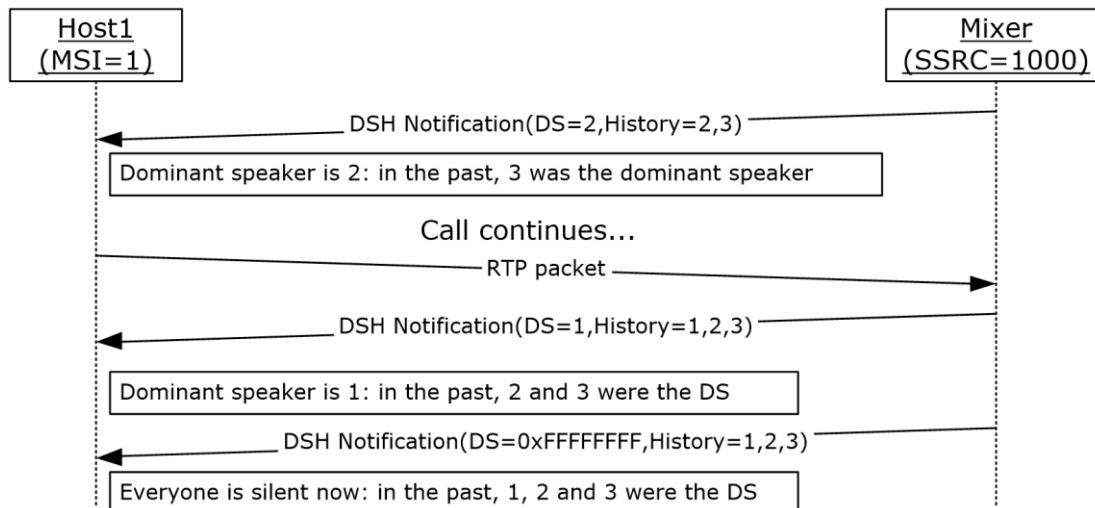 Host1
(MSI=1)
Mixer
(SSRC=1000)
DSH Notification(DS=2,History=2,3)
Dominant speaker is 2: in the past, 3 was the dominant speaker
Call continues...
RTP packet
DSH Notification(DS=1,History=1,2,3)
Dominant speaker is 1: in the past, 2 and 3 were the DS
DSH Notification(DS=0xFFFFFFFF,History=1,2,3)
Everyone is silent now: in the past, 1, 2 and 3 were the DS